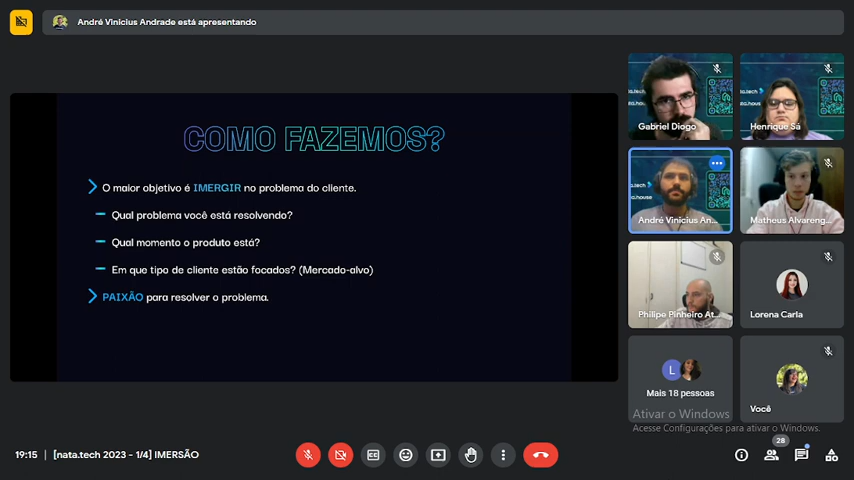 André Vinicius Andrade está apresentando
COMO FAZEMOS?
O maior objetivo é IMERGIR no problema do cliente.
Qual problema você está resolvendo?
Qual momento o produto está?
Em que tipo de cliente estão focados? (Mercado-alvo)
PAIXÃO para resolver o problema.
Gabriel Diogo
Henrique Sá
André Vinicius An...
Matheus Alvareng...
Philipe Pinheiro At...
Lorena Carla
L
Mais 18 pessoas
Você
Ativar o Windows
Acesse Configurações para ativar o Windows.
19:15 | [nata.tech 2023 - 1/4] IMERSÃO
28